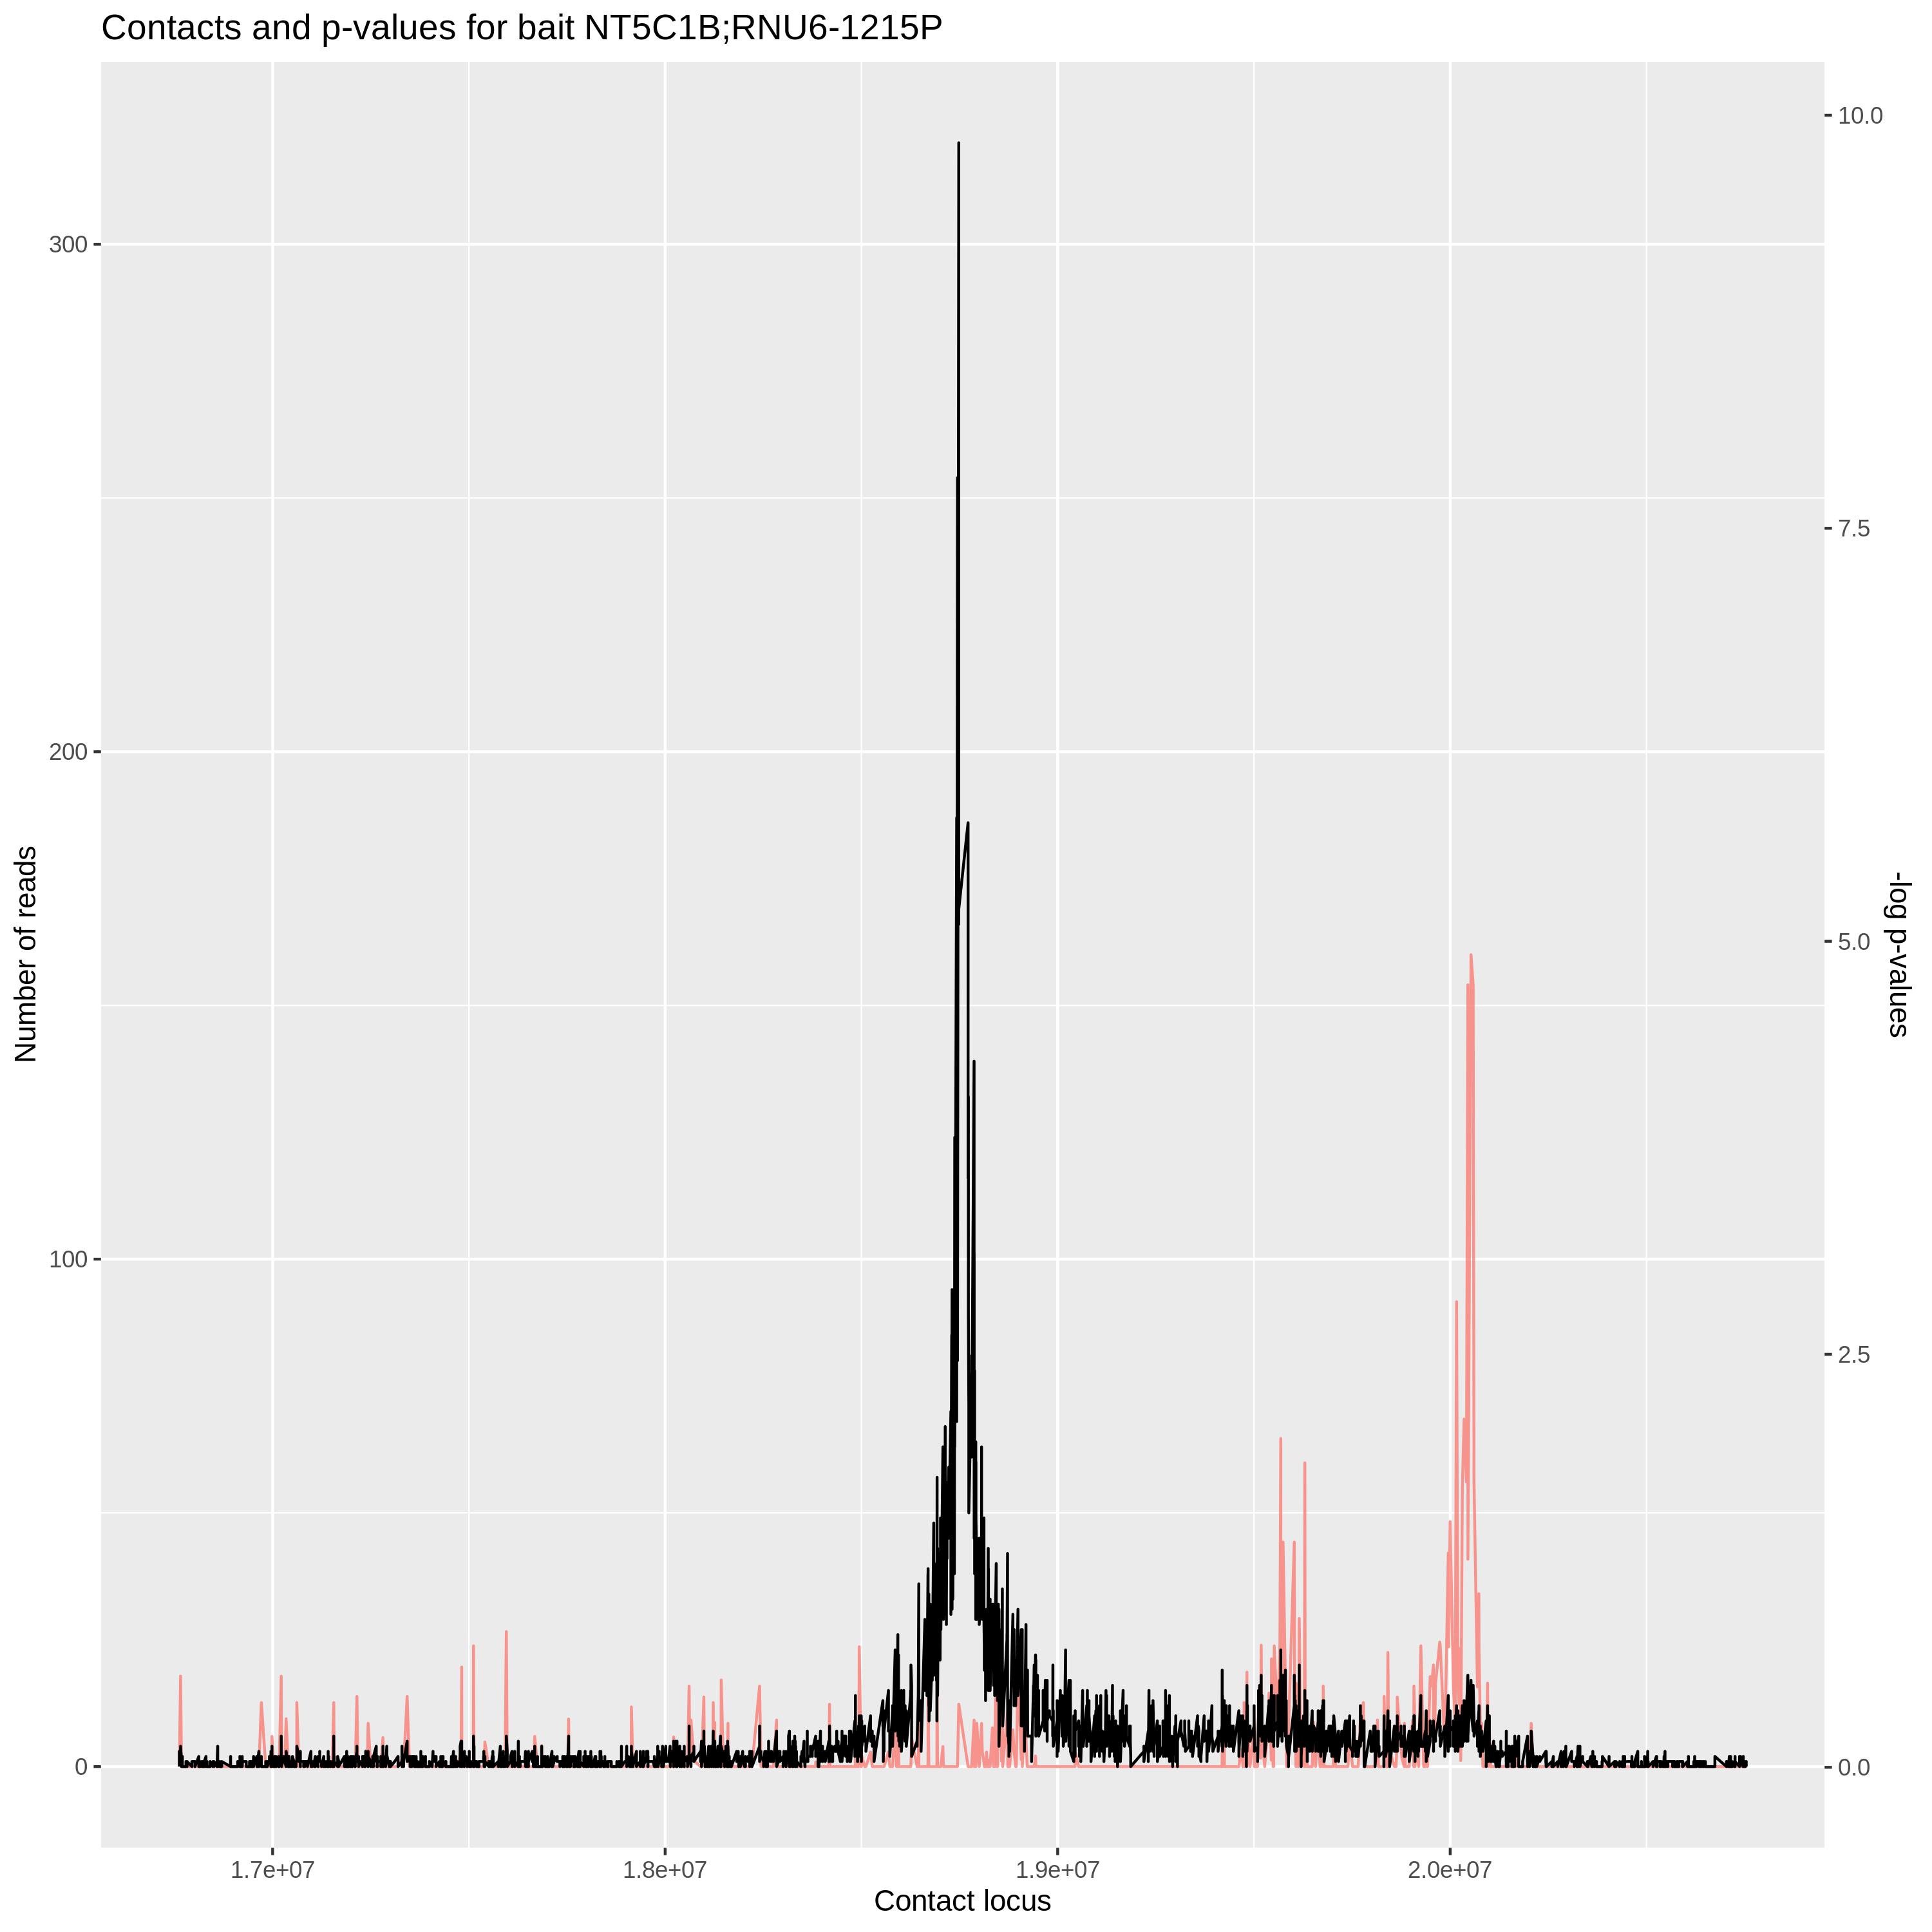 Contacts and p-values for bait NT5C1B;RNU6-1215P
10.0
300
7.5
200
Number of reads
-log p-values
5.0
2.5
100
0
0.0
1.7e+07 1.8e+07 1.9e+07 2.0e+07
Contact locus